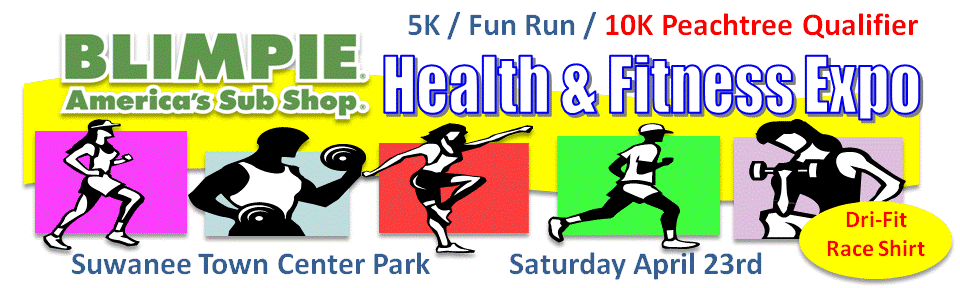 5K / Fun Run / 10K Peachtree Qualifier
BLIMPIE®
America's Sub Shop®
Health & Fitness Expo
Dri-Fit
Race Shirt
Suwanee Town Center Park
Saturday April 23rd